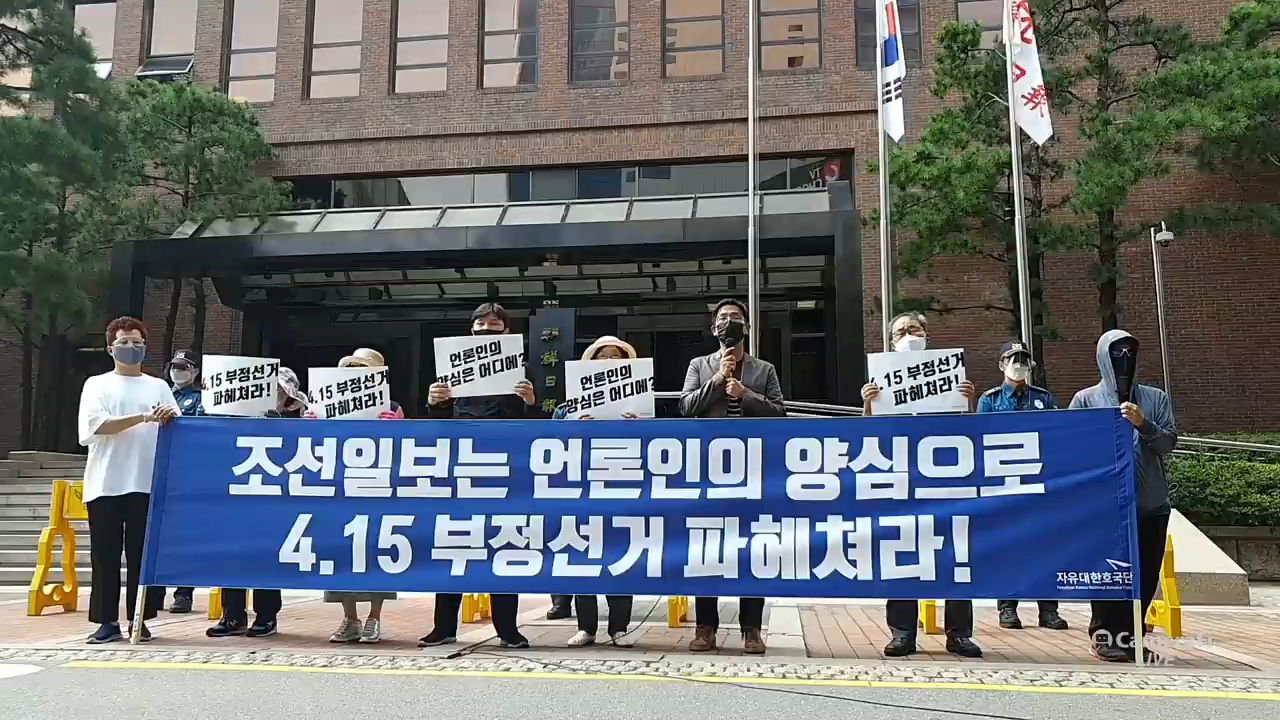 4.15 부정선거
파헤쳐라!
4.15 부정선거
파헤쳐라!
언론인의
양심은 어디에?
언론인의
양심은 어디에?
4.15 부정선거
파헤쳐라!
조선일보는 언론인의 양심으로
4.15 부정선거 파헤쳐라!
자유대한호국단
LIVE